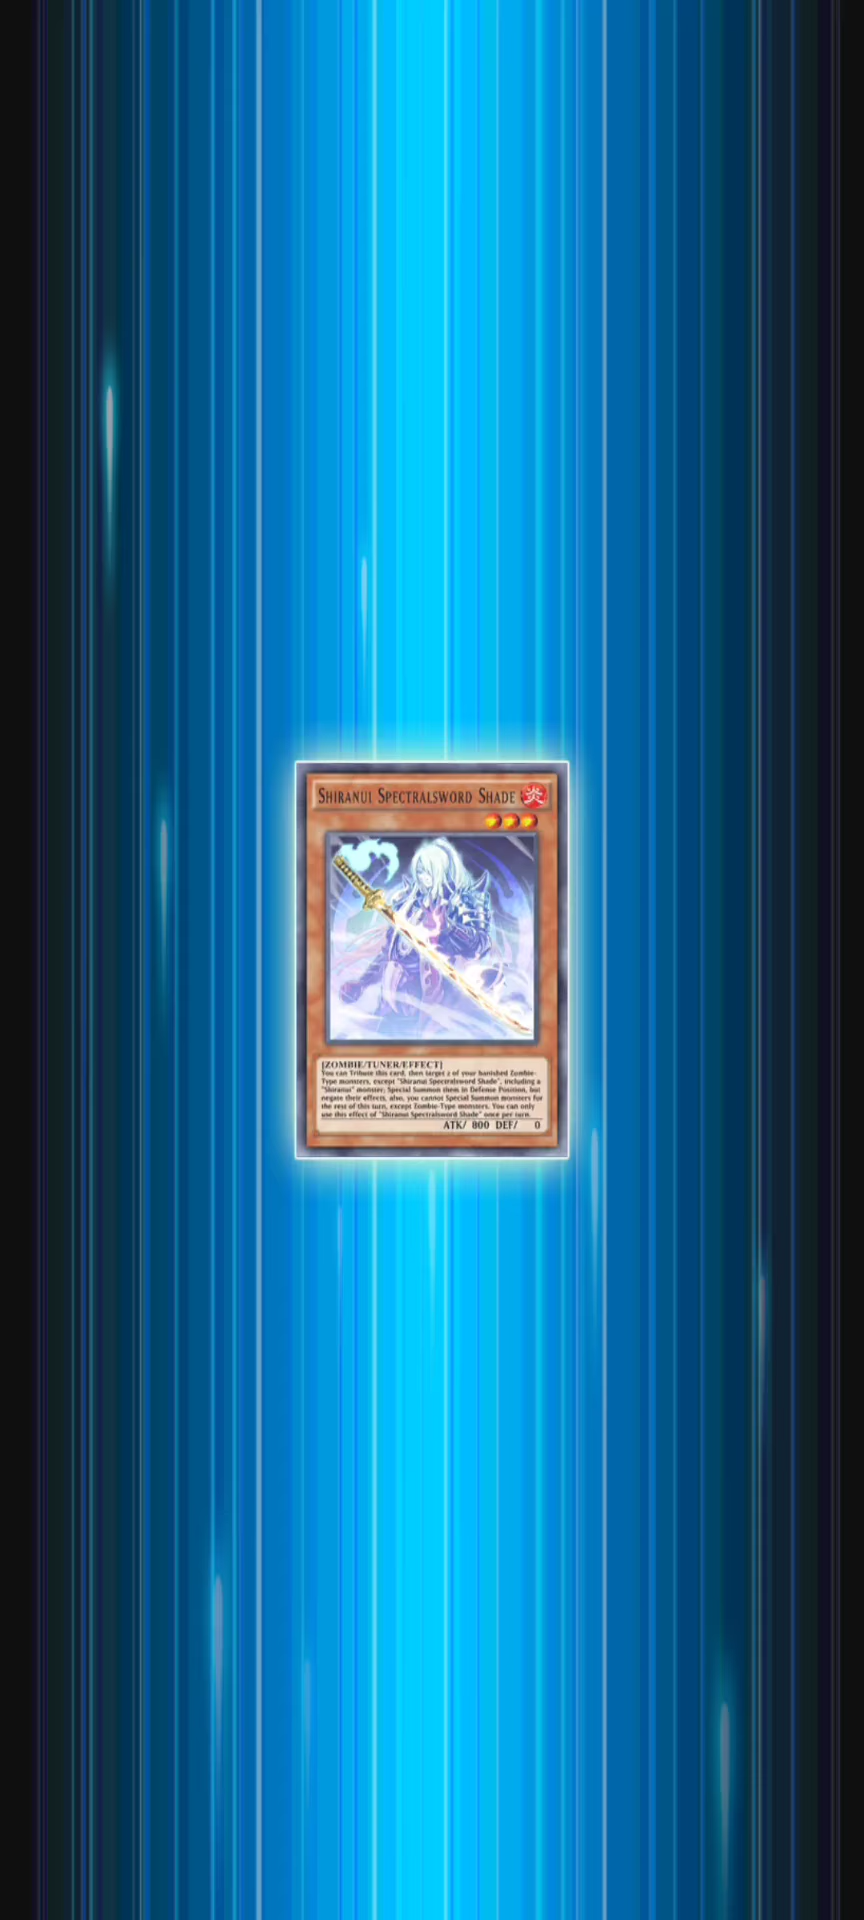 Shiranui Spectralsword Shade 炎
[ZOMBIE/TUNER/EFFECT]
You can Tribute this card, then target 2 of your banished Zombie-
Type monsters, except "Shiranui Spectralsword Shade", including a
"Shiranui" monster; Special Summon them in Defense Position, but
negate their effects, also, you cannot Special Summon monsters for
the rest of this turn, except Zombie-Type monsters. You can only
use this effect of "Shiranui Spectralsword Shade" once per turn.
ATK/ 800 DEF/ 0